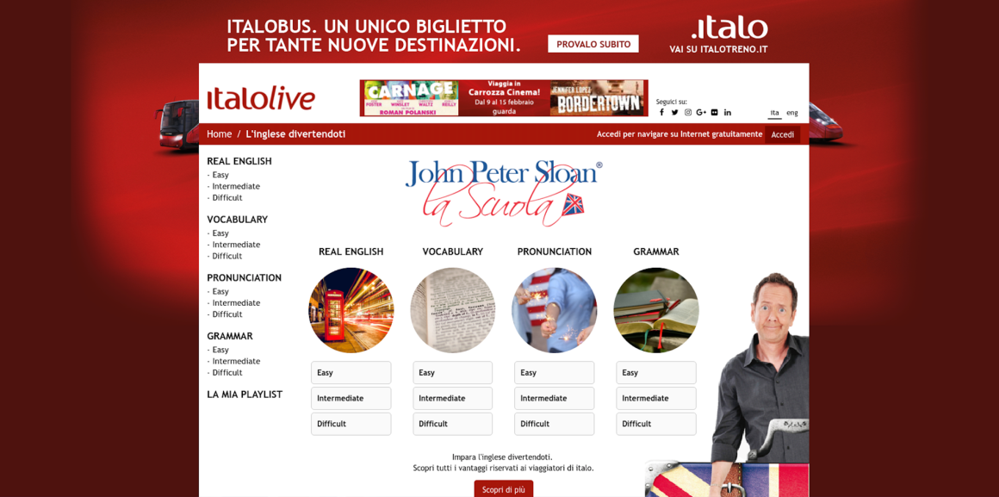 ITALOBUS. UN UNICO BIGLIETTO
PER TANTE NUOVE DESTINAZIONI.
PROVALO SUBITO
.italo
VAI SU ITALOTRENO.IT
italolive
CARNAGE
FOSTER WINSLET WALTZ REILLY
ROMAN POLANSKI
Viaggia in
Carrozza Cinema!
Dal 9 al 15 febbraio
guarda
JENNIFER LOPEZ
BORDERTOWN
Seguici su:
ita eng
Home / L'inglese divertendoti
Accedi per navigare su Internet gratuitamente Accedi
REAL ENGLISH
- Easy
- Intermediate
- Difficult
VOCABULARY
- Easy
- Intermediate
- Difficult
PRONUNCIATION
- Easy
- Intermediate
- Difficult
GRAMMAR
- Easy
- Intermediate
- Difficult
LA MIA PLAYLIST
John Peter Sloan®
la Scuola
REAL ENGLISH VOCABULARY PRONUNCIATION GRAMMAR
Easy Easy Easy Easy
Intermediate Intermediate Intermediate Intermediate
Difficult Difficult Difficult Difficult
Impara l'inglese divertendoti.
Scopri tutti i vantaggi riservati ai viaggiatori di italo.
Scopri di più